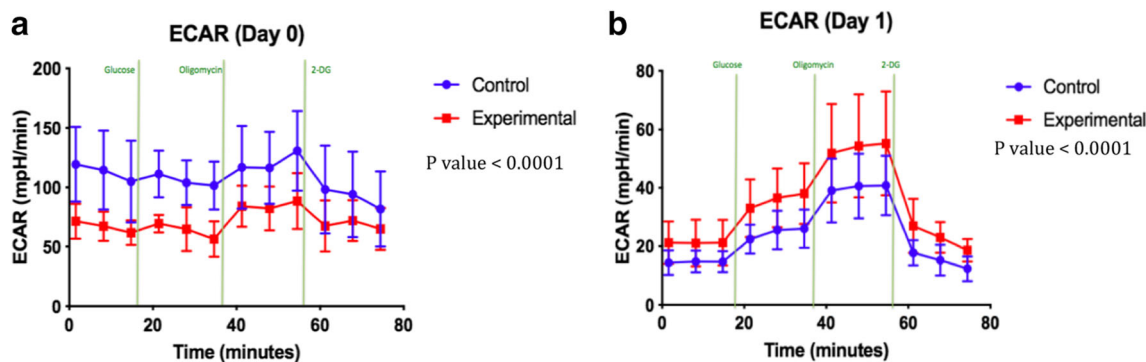 a
ECAR (Day 0)
200
150
100
50
0
0 20 40 60 80
ECAR (mpH/min)
Time (minutes)
Glucose Oligomycin 2-DG
Control
Experimental
P value < 0.0001
b
ECAR (Day 1)
80
60
40
20
0
0 20 40 60 80
ECAR (mpH/min)
Time (minutes)
Glucose Oligomycin 2-DG
Control
Experimental
P value < 0.0001